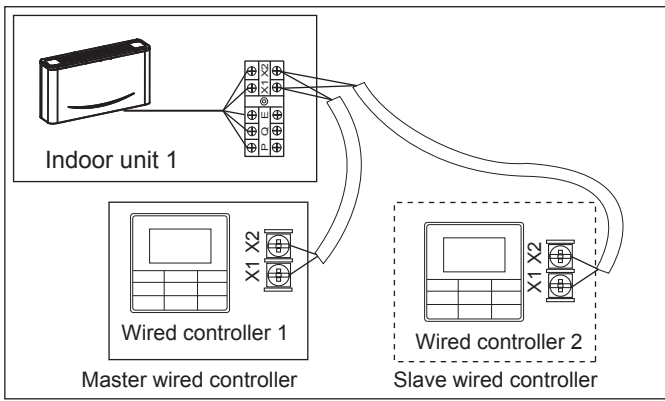 X1 X2
P Q E
Indoor unit 1
X1 X2
Wired controller 1
Master wired controller
X1 X2
Wired controller 2
Slave wired controller